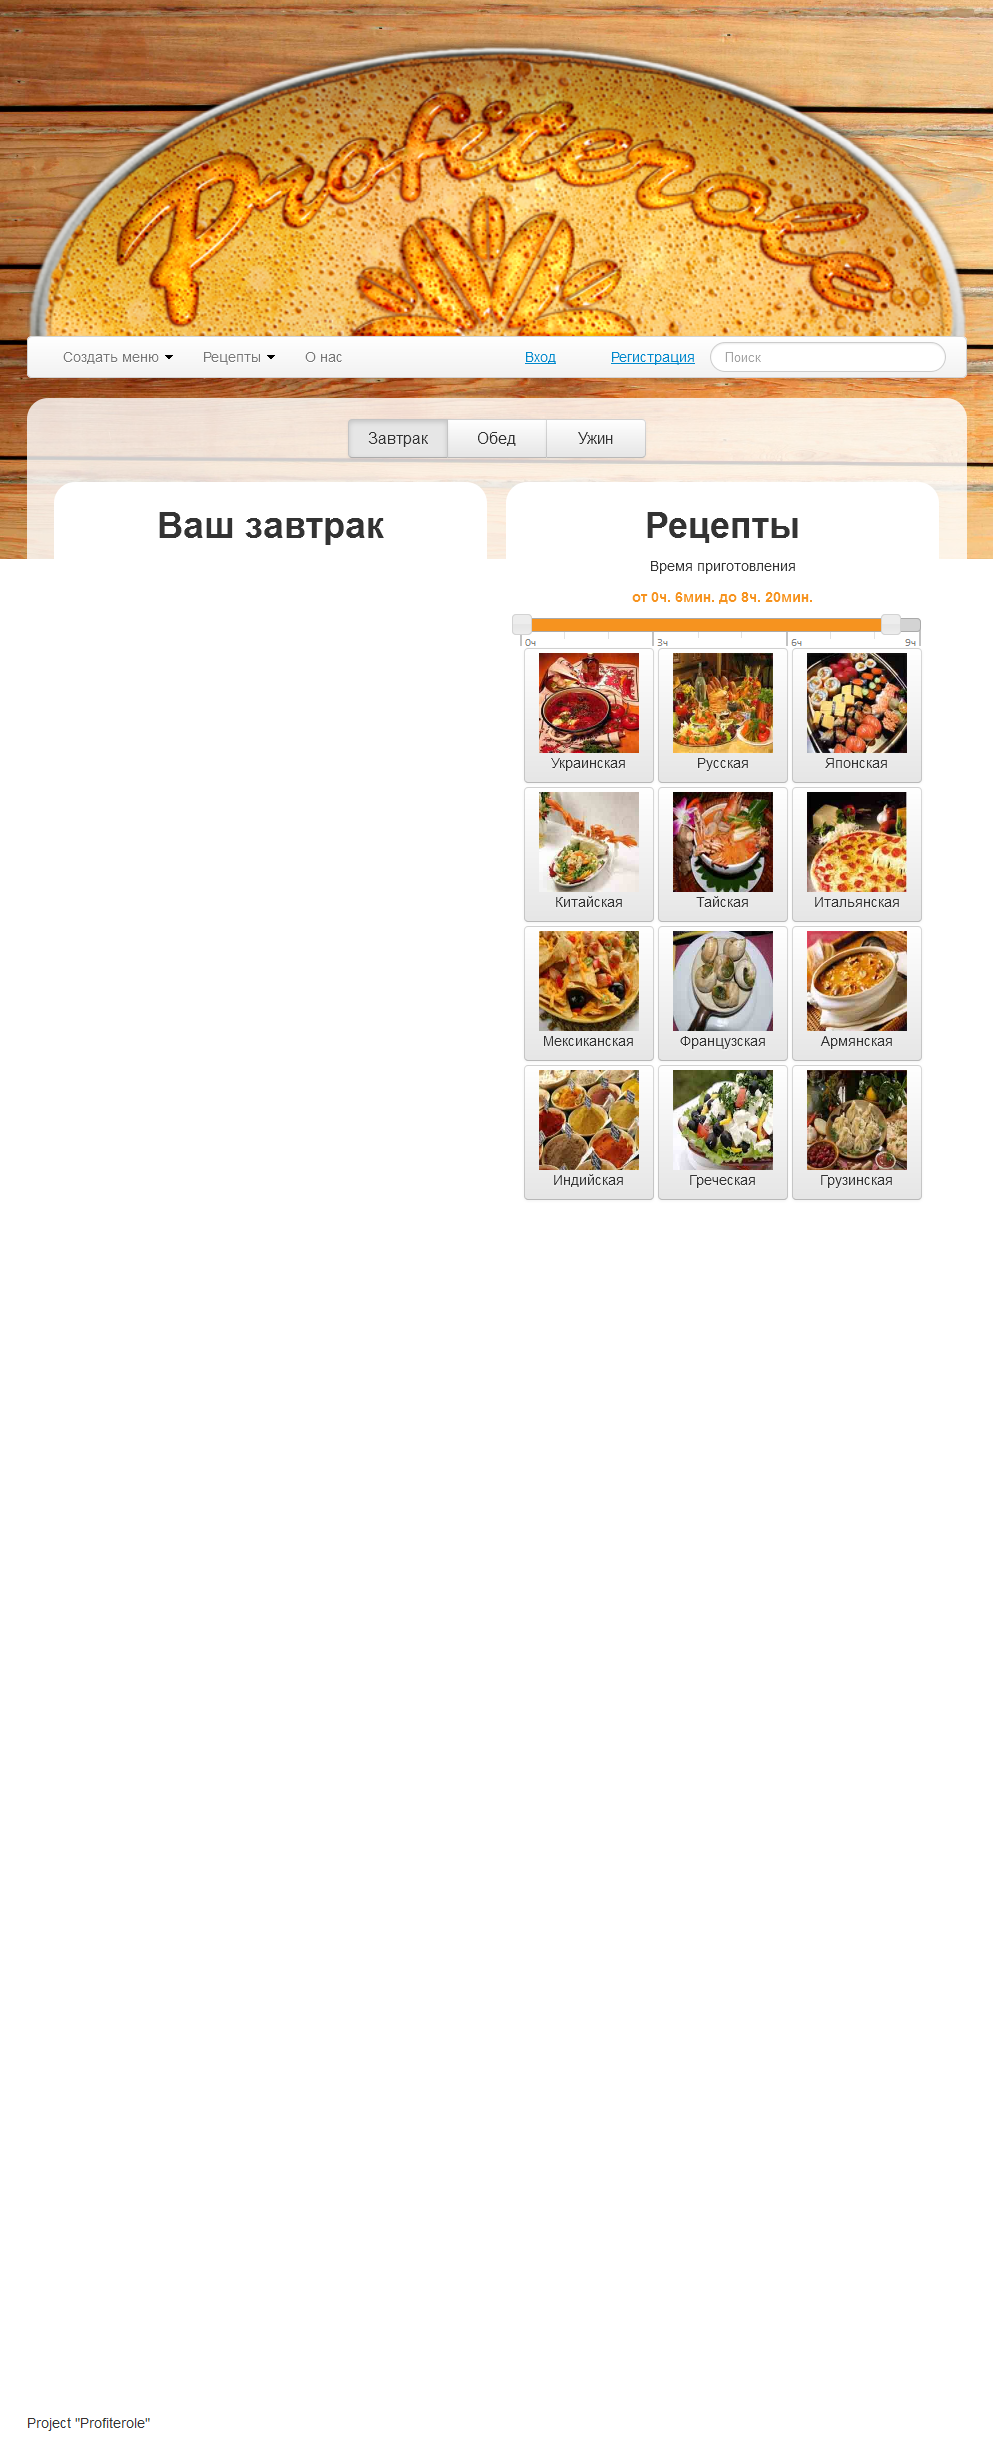 Profiterole
Создать меню Рецепты О нас Вход Регистрация Поиск
Завтрак Обед Ужин
Ваш завтрак
Рецепты
Время приготовления
от 0ч. 6мин. до 8ч. 20мин.
0ч 3ч 6ч 9ч
Украинская Русская Японская
Китайская Тайская Итальянская
Мексиканская Французская Армянская
Индийская Греческая Грузинская
Project "Profiterole"